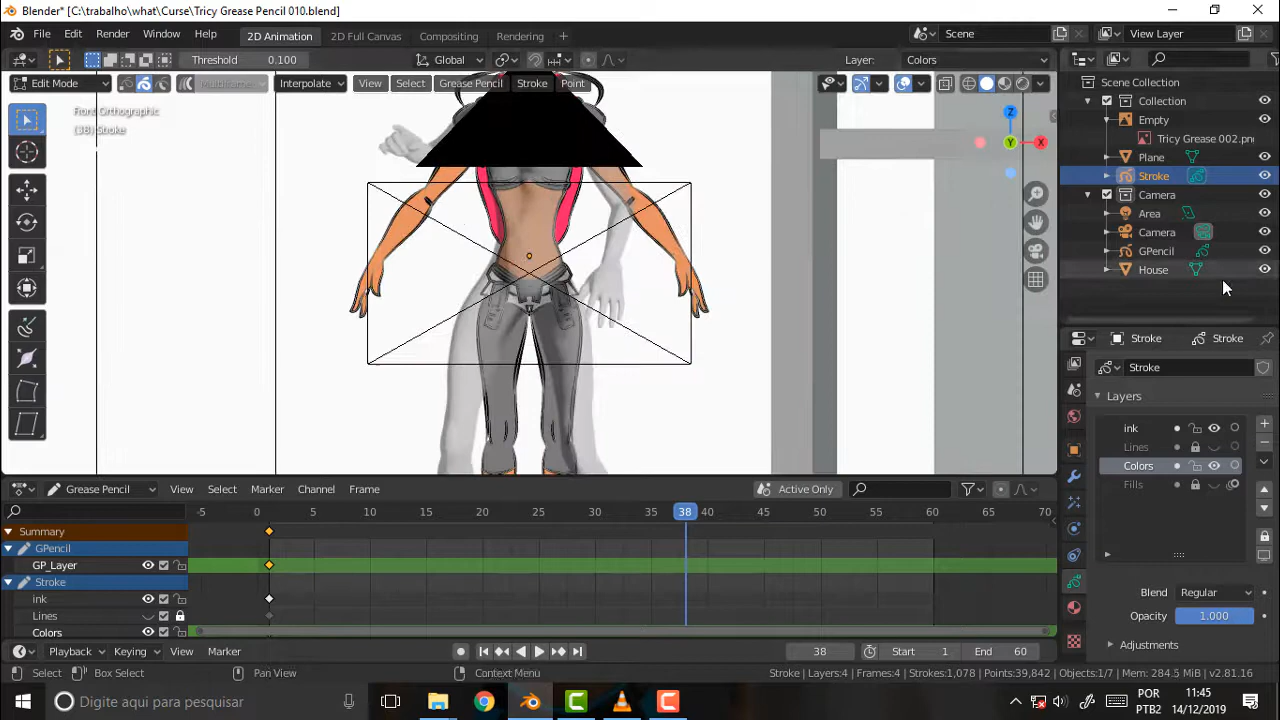 Blender* [C:\trabalho\what\Curse\Tricy Grease Pencil 010.blend]
File Edit Render Window Help 2D Animation 2D Full Canvas Compositing Rendering + Scene View Layer
Threshold 0.100 Global Layer: Colors
Edit Mode Multiframe Interpolate View Select Grease Pencil Stroke Point
Front Orthographic
(38) Stroke
Z
Y X
Scene Collection
Collection
Empty
Tricy Grease 002.pn
Plane
Stroke
Camera
Area
Camera
GPencil
House
Stroke Stroke
Stroke
Layers
ink
Lines
Colors
Fills
Blend Regular
Opacity 1.000
Adjustments
Grease Pencil View Select Marker Channel Frame Active Only
-5 0 5 10 15 20 25 30 35 38 40 45 50 55 60 65 70
Summary
GPencil
GP_Layer
Stroke
ink
Lines
Colors
Playback Keying View Marker 38 Start 1 End 60
Select Box Select Pan View Context Menu Stroke | Layers:4 | Frames:4 | Strokes:1,078 | Points:39,842 | Objects:1/7 | Mem: 284.5 MiB | v2.81.16
Digite aqui para pesquisar
POR
PTB2
11:45
14/12/2019